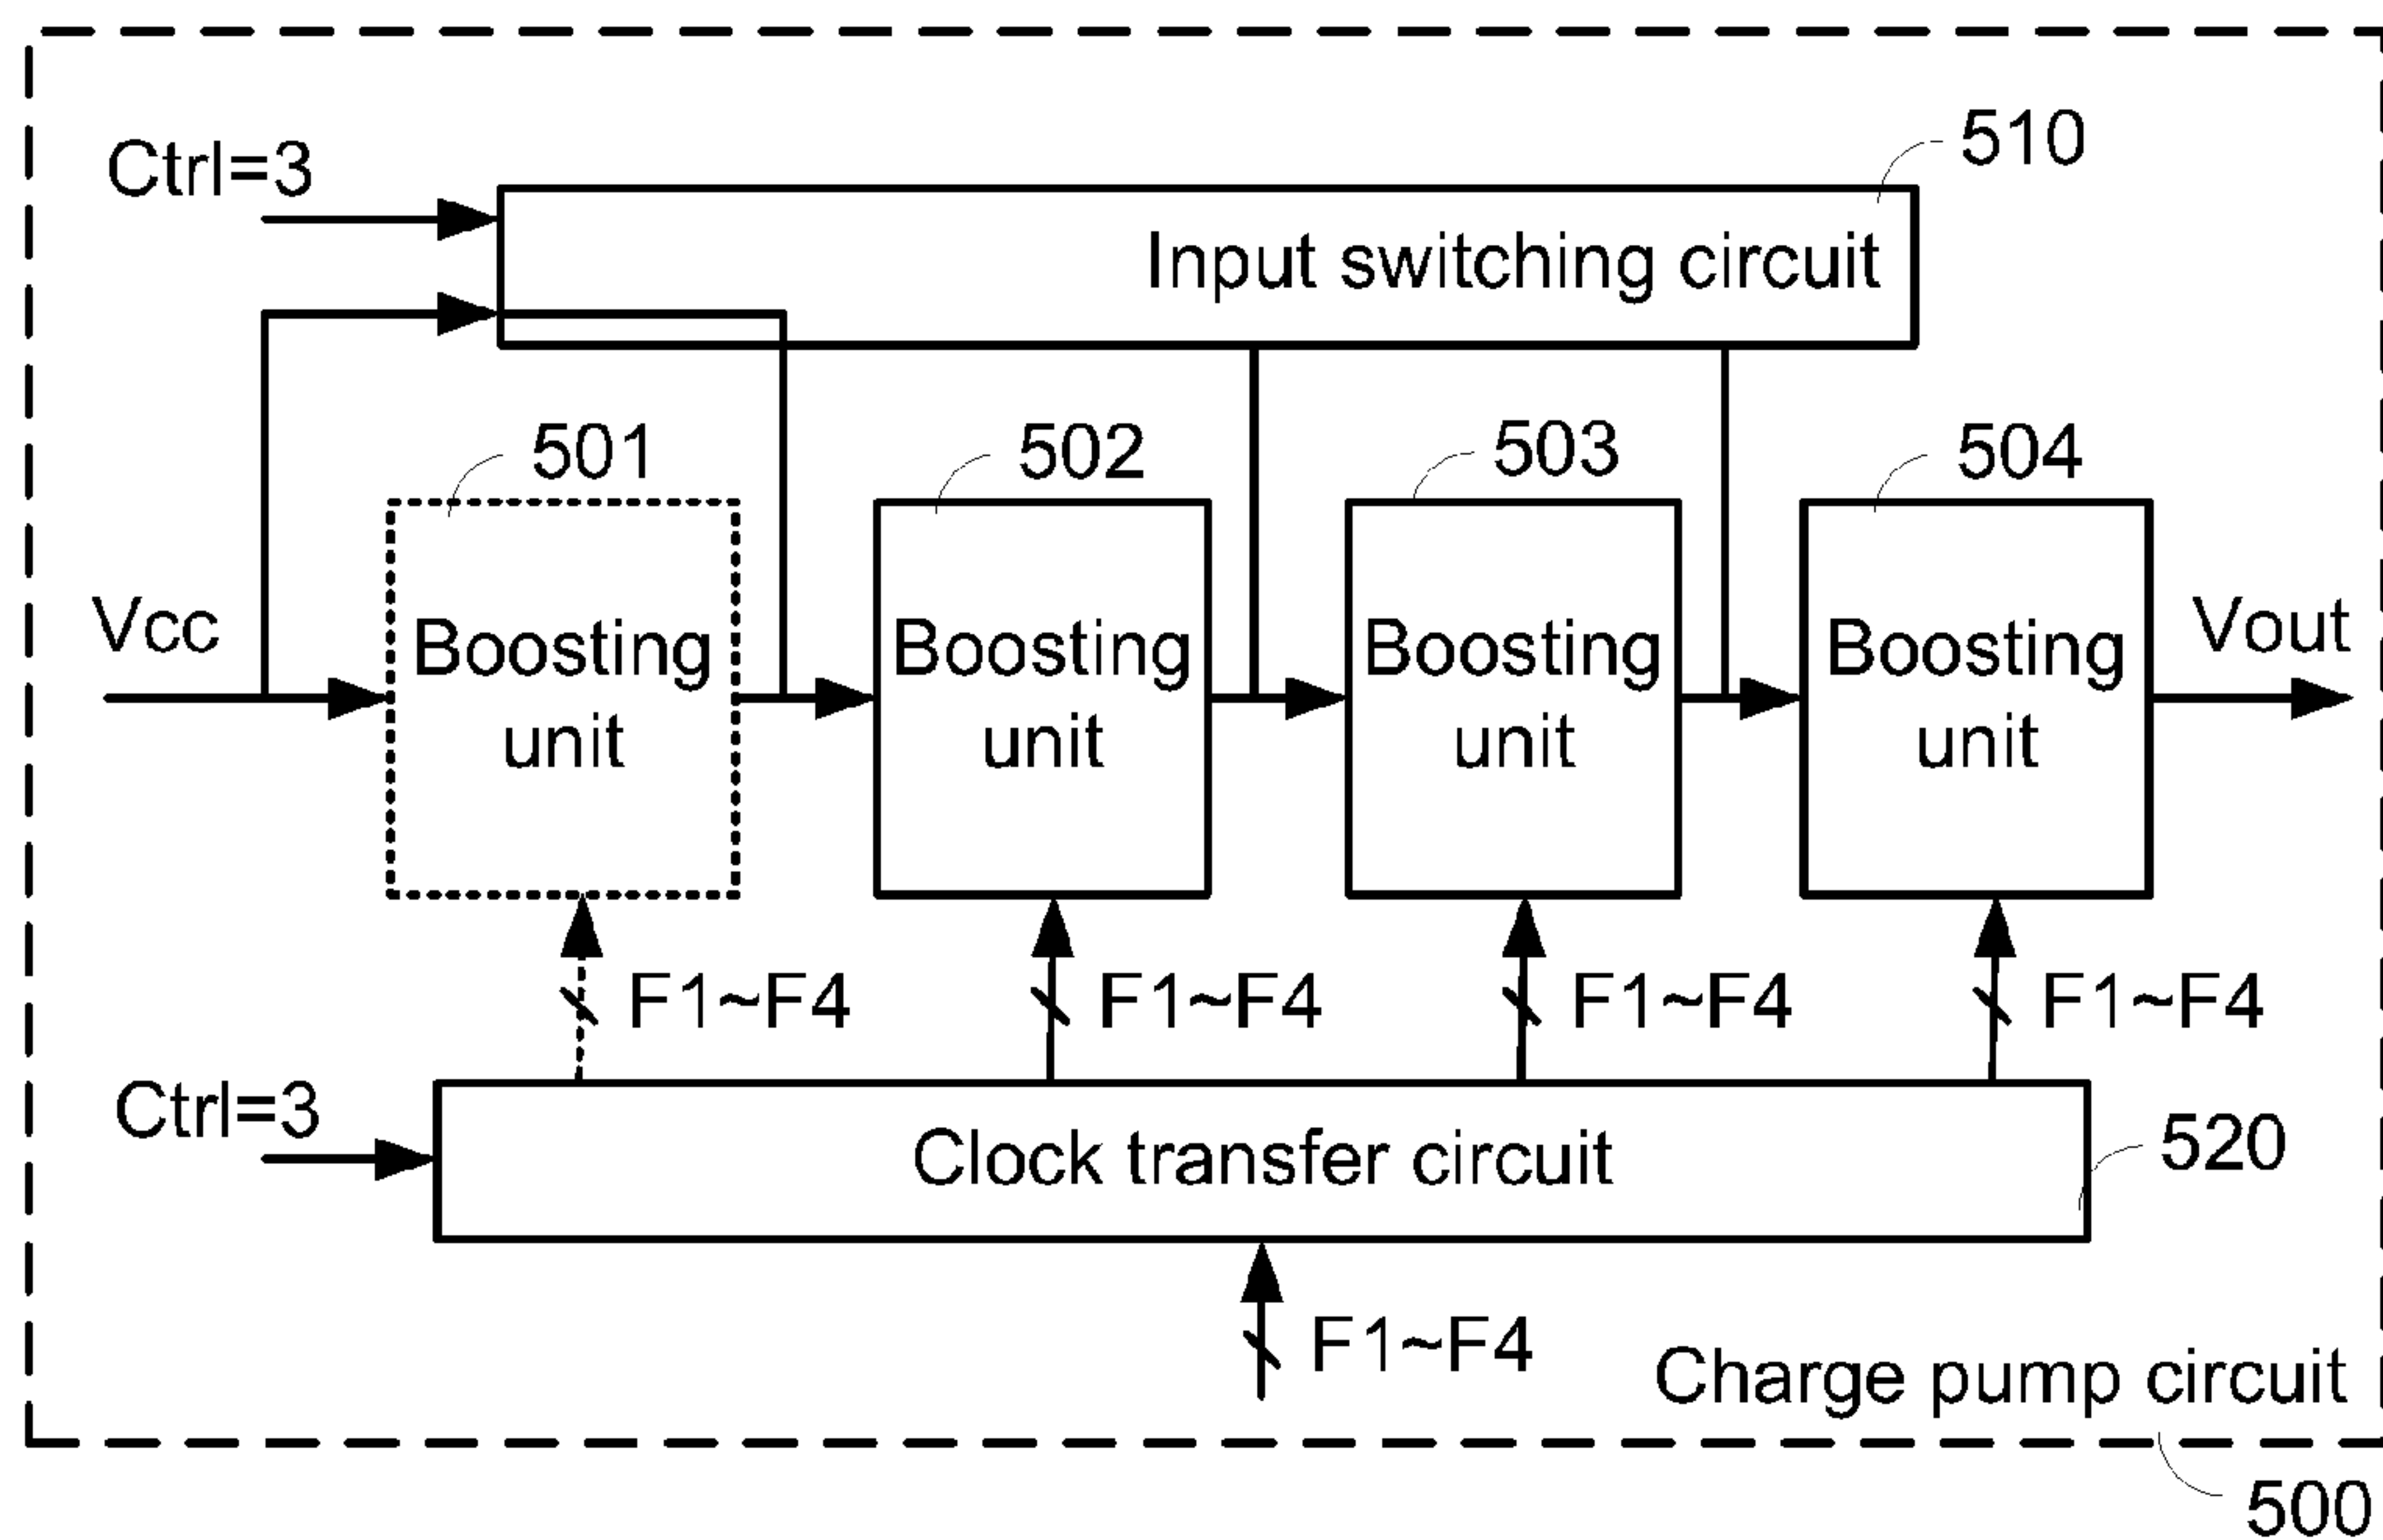 510
Ctrl=3
Input switching circuit
501
502
503
504
Vcc
Boosting
unit
Boosting
unit
Boosting
unit
Boosting
unit
Vout
F1~F4
F1~F4
F1~F4
F1~F4
Ctrl=3
Clock transfer circuit
520
F1~F4
Charge pump circuit
500